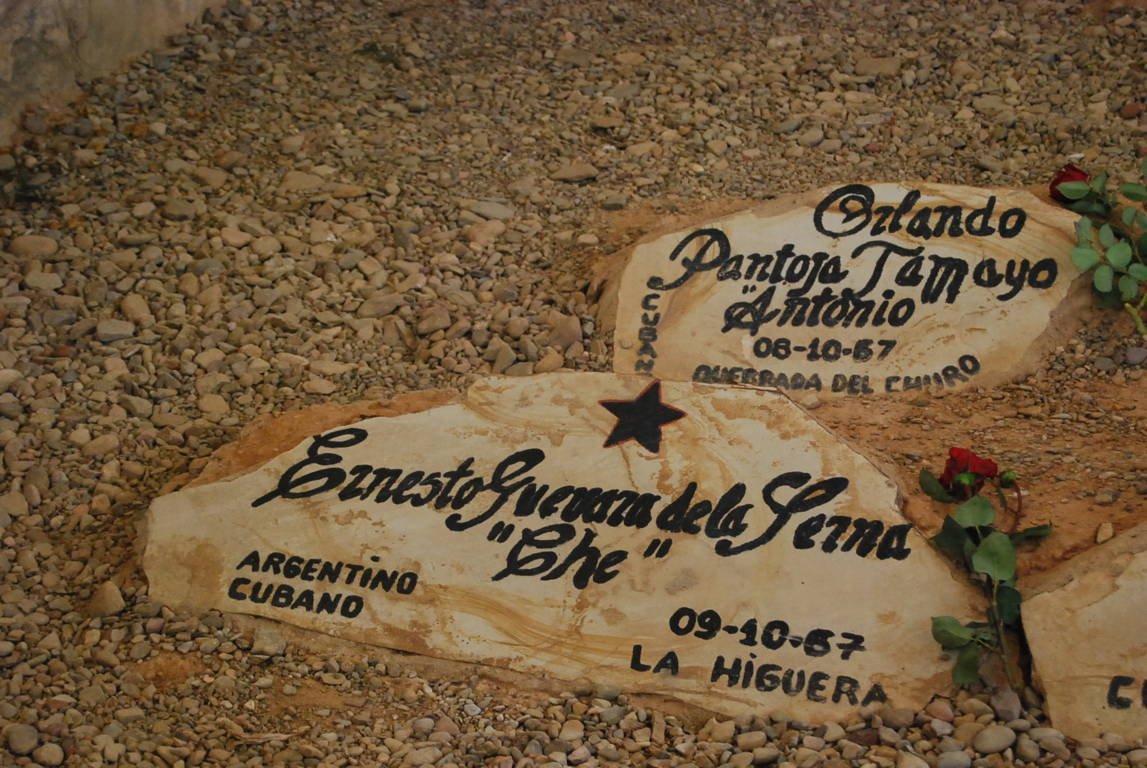 Orlando
Pantoja Tamayo
"Antonio
08-10-67
QUEBRADA DEL CHURO
CUBAN
Ernesto Guevara de la Serna
"Che"
ARGENTINO
CUBANO
09-10-67
LA HIGUERA
C